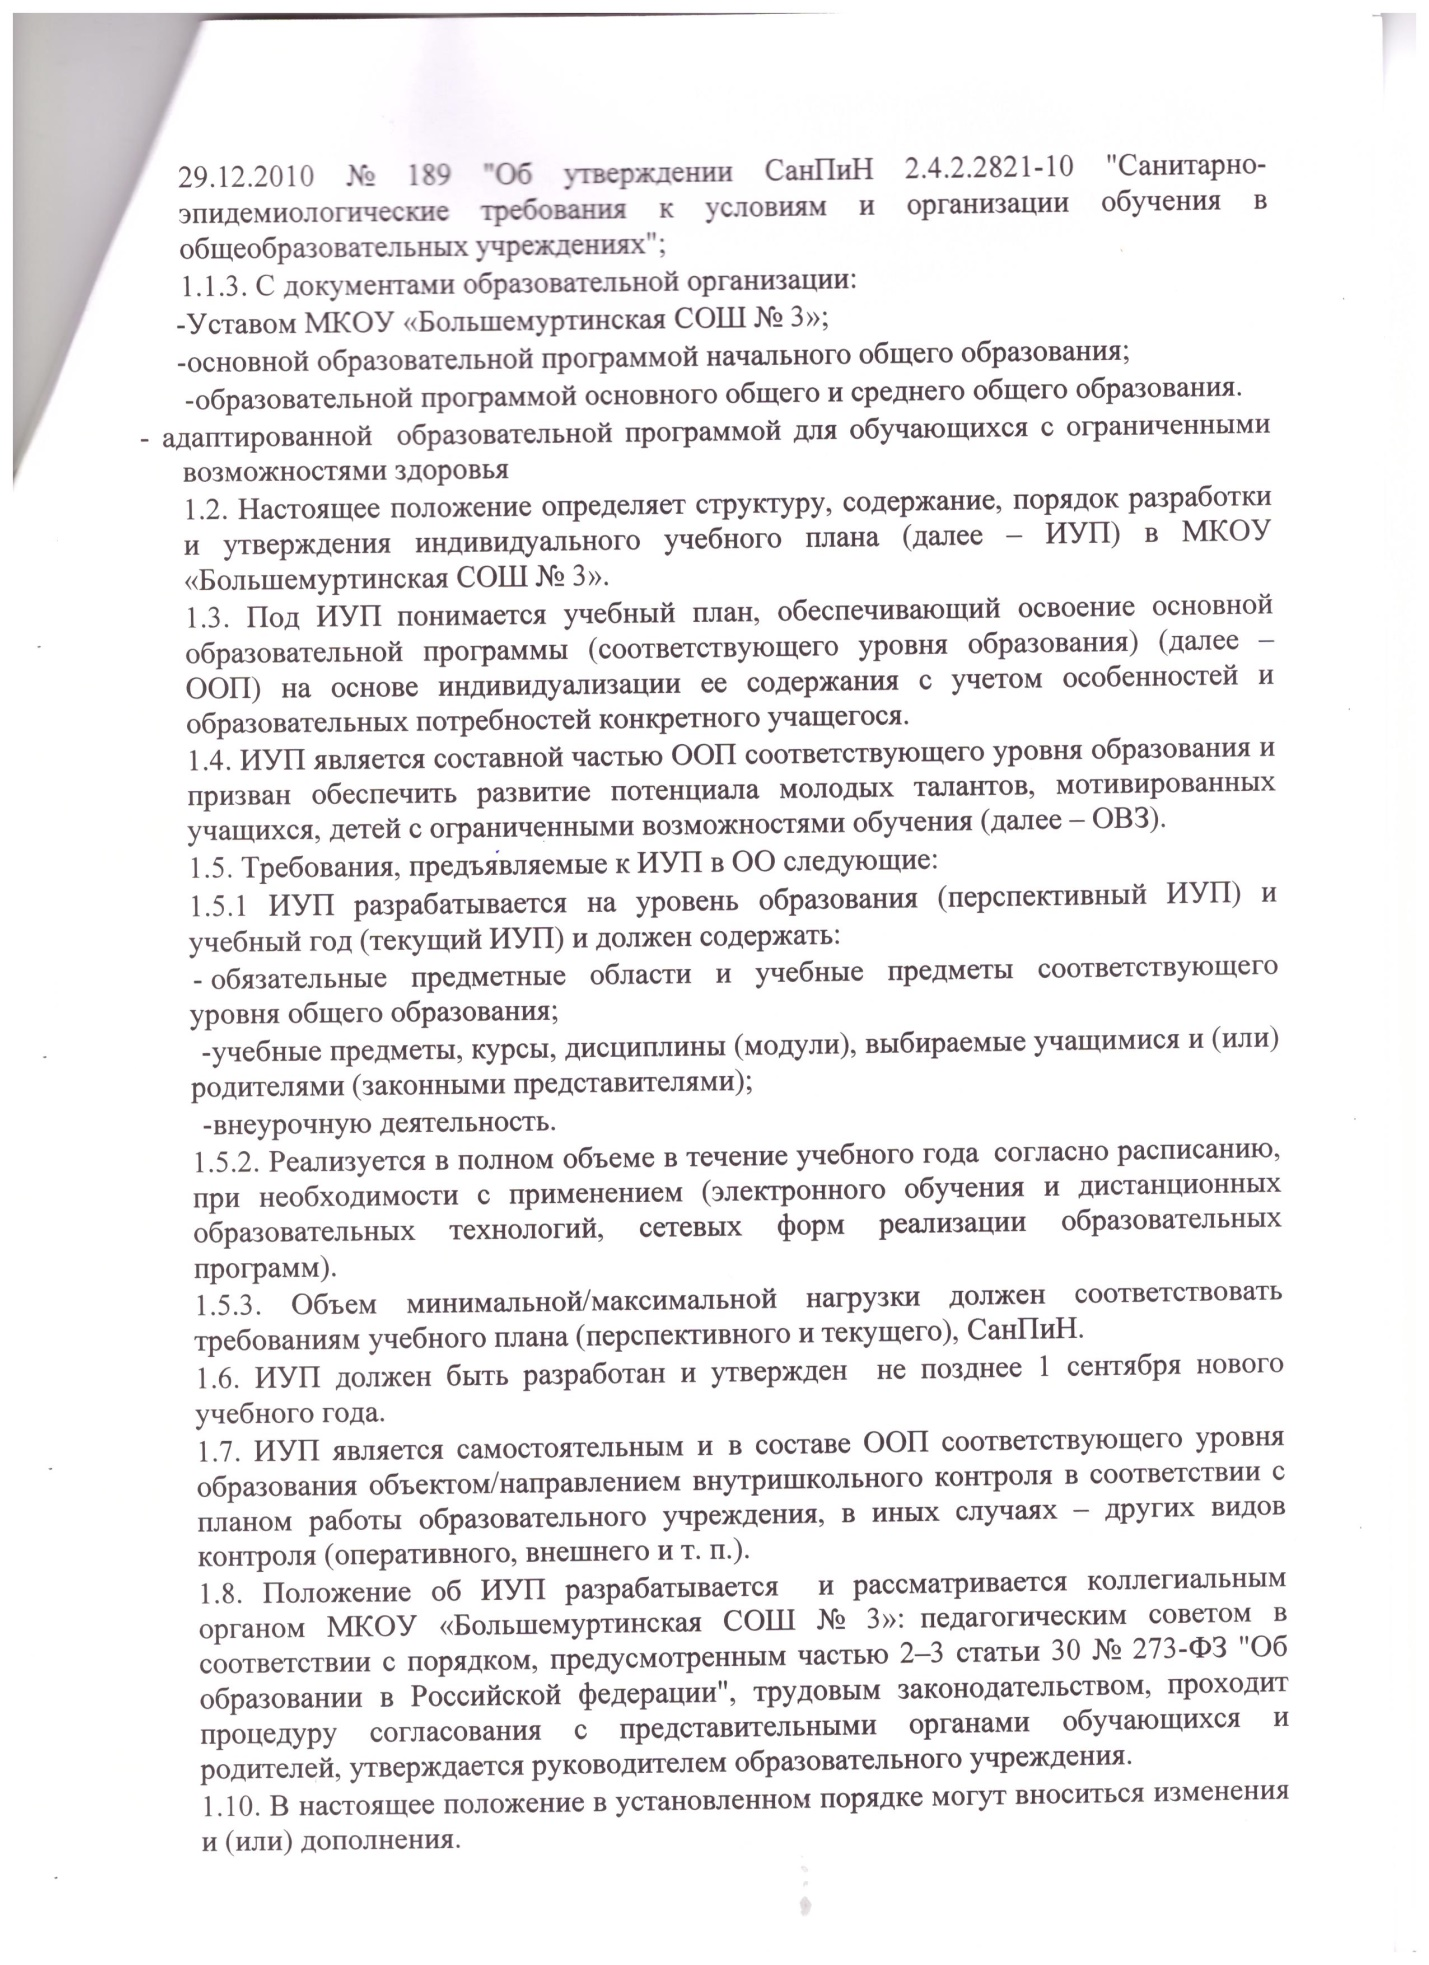 29.12.2010 № 189 "Об утверждении СанПиН 2.4.2.2821-10 "Санитарно-
эпидемиологические требования к условиям и организации обучения в
общеобразовательных учреждениях";
1.1.3. С документами образовательной организации:
-Уставом МКОУ «Большемуртинская СОШ № 3»;
-основной образовательной программой начального общего образования;
-образовательной программой основного общего и среднего общего образования.
- адаптированной образовательной программой для обучающихся с ограниченными
возможностями здоровья
1.2. Настоящее положение определяет структуру, содержание, порядок разработки
и утверждения индивидуального учебного плана (далее – ИУП) в МКОУ
«Большемуртинская СОШ № 3».
1.3. Под ИУП понимается учебный план, обеспечивающий освоение основной
образовательной программы (соответствующего уровня образования) (далее –
ООП) на основе индивидуализации ее содержания с учетом особенностей и
образовательных потребностей конкретного учащегося.
1.4. ИУП является составной частью ООП соответствующего уровня образования и
призван обеспечить развитие потенциала молодых талантов, мотивированных
учащихся, детей с ограниченными возможностями обучения (далее – ОВЗ).
1.5. Требования, предъявляемые к ИУП в ОО следующие:
1.5.1 ИУП разрабатывается на уровень образования (перспективный ИУП) и
учебный год (текущий ИУП) и должен содержать:
- обязательные предметные области и учебные предметы соответствующего
уровня общего образования;
-учебные предметы, курсы, дисциплины (модули), выбираемые учащимися и (или)
родителями (законными представителями);
-внеурочную деятельность.
1.5.2. Реализуется в полном объеме в течение учебного года согласно расписанию,
при необходимости с применением (электронного обучения и дистанционных
образовательных технологий, сетевых форм реализации образовательных
программ).
1.5.3. Объем минимальной/максимальной нагрузки должен соответствовать
требованиям учебного плана (перспективного и текущего), СанПиН.
1.6. ИУП должен быть разработан и утвержден не позднее 1 сентября нового
учебного года.
1.7. ИУП является самостоятельным и в составе ООП соответствующего уровня
образования объектом/направлением внутришкольного контроля в соответствии с
планом работы образовательного учреждения, в иных случаях – других видов
контроля (оперативного, внешнего и т. п.).
1.8. Положение об ИУП разрабатывается и рассматривается коллегиальным
органом МКОУ «Большемуртинская СОШ № 3»: педагогическим советом в
соответствии с порядком, предусмотренным частью 2–3 статьи 30 № 273-ФЗ "Об
образовании в Российской федерации", трудовым законодательством, проходит
процедуру согласования с представительными органами обучающихся и
родителей, утверждается руководителем образовательного учреждения.
1.10. В настоящее положение в установленном порядке могут вноситься изменения
и (или) дополнения.